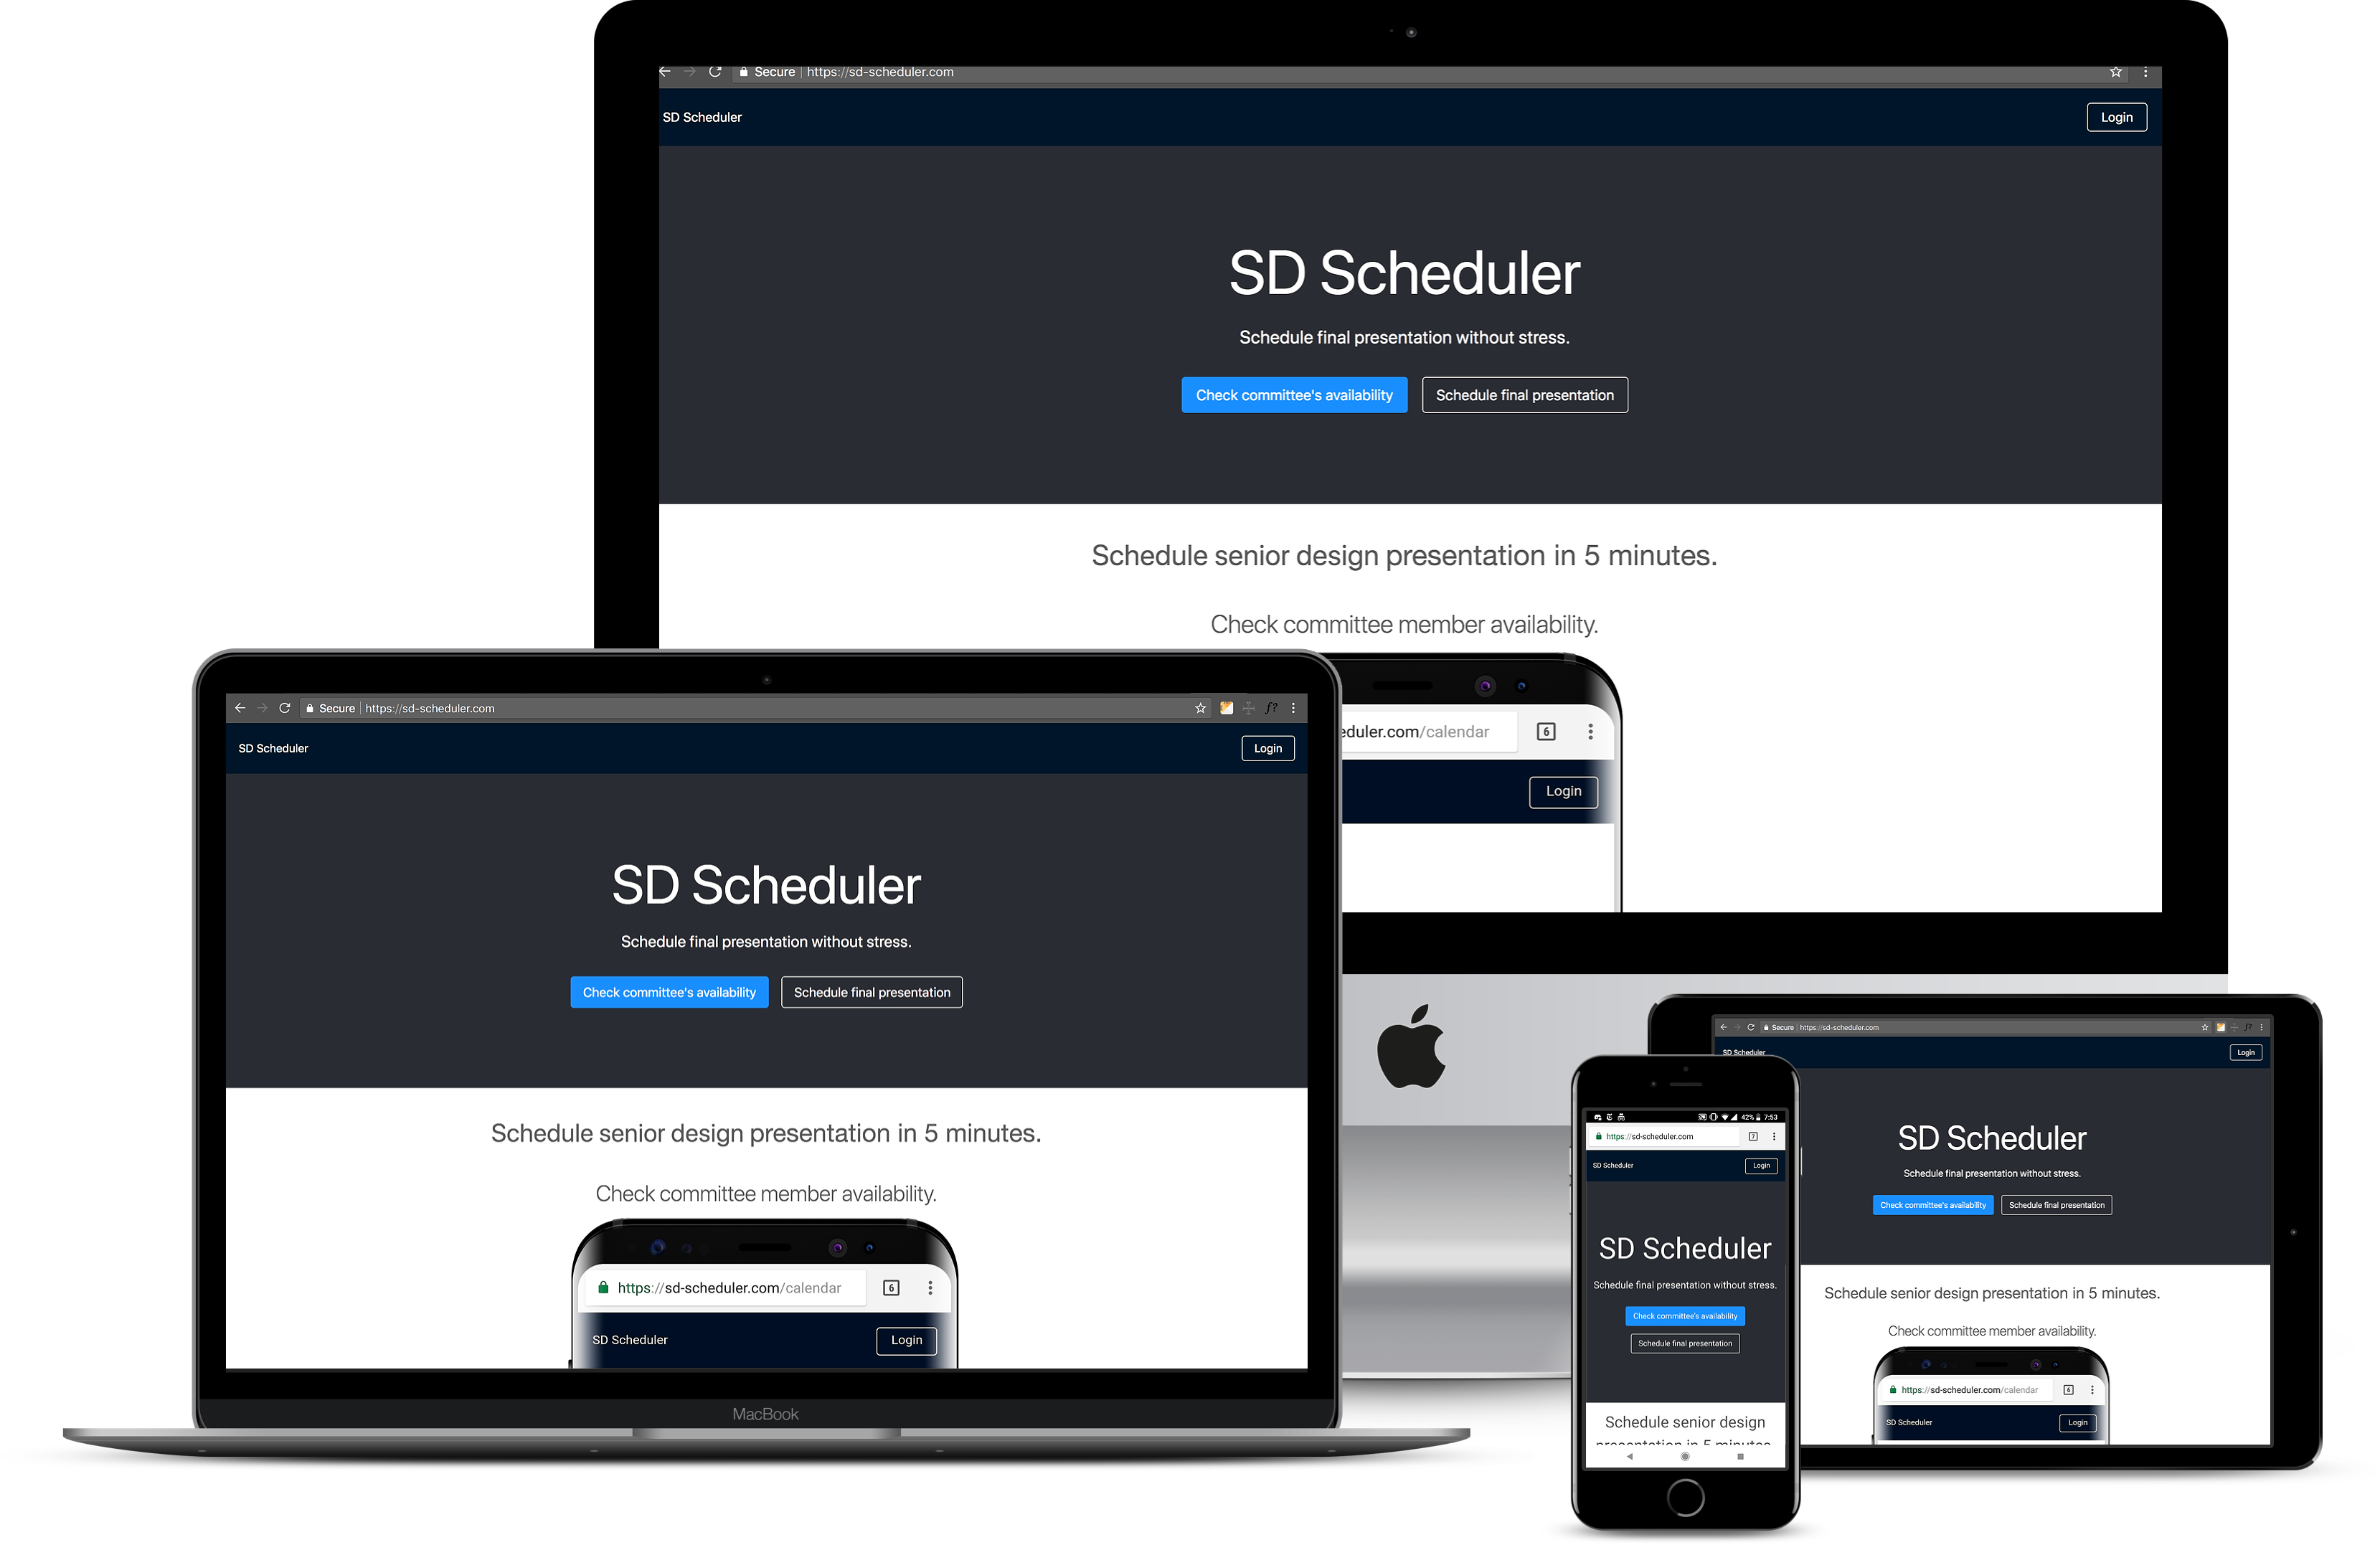 Secure https://sd-scheduler.com
SD Scheduler Login
SD Scheduler
Schedule final presentation without stress.
Check committee's availability Schedule final presentation
Schedule senior design presentation in 5 minutes.
Check committee member availability.
eduler.com/calendar 6
Login
Secure https://sd-scheduler.com f?
SD Scheduler Login
SD Scheduler
Schedule final presentation without stress.
Check committee's availability Schedule final presentation
Schedule senior design presentation in 5 minutes.
Check committee member availability.
https://sd-scheduler.com/calendar 6
SD Scheduler Login
MacBook
42% 7:53
https://sd-scheduler.com 7
SD Scheduler Login
SD Scheduler
Schedule final presentation without stress.
Check committee's availability
Schedule final presentation
Schedule senior design
presentation in 5 minutes
Secure https://sd-scheduler.com f?
SD Scheduler Login
SD Scheduler
Schedule final presentation without stress.
Check committee's availability Schedule final presentation
Schedule senior design presentation in 5 minutes.
Check committee member availability.
https://sd-scheduler.com/calendar 6
SD Scheduler Login